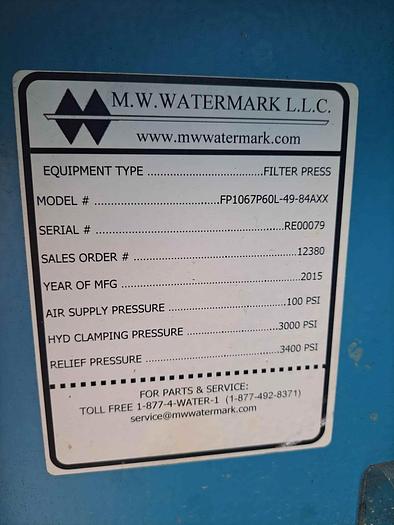 M.W.WATERMARK L.L.C.
www.mwwatermark.com
EQUIPMENT TYPE ........................FILTER PRESS
MODEL # ................................FP1067P60L-49-84AXX
SERIAL # ................................................RE00079
SALES ORDER # ..........................................12380
YEAR OF MFG ..............................................2015
AIR SUPPLY PRESSURE ..............................100 PSI
HYD CLAMPING PRESSURE ........................3000 PSI
RELIEF PRESSURE ..................................3400 PSI
FOR PARTS & SERVICE:
TOLL FREE 1-877-4-WATER-1 (1-877-492-8371)
service@mwwatermark.com